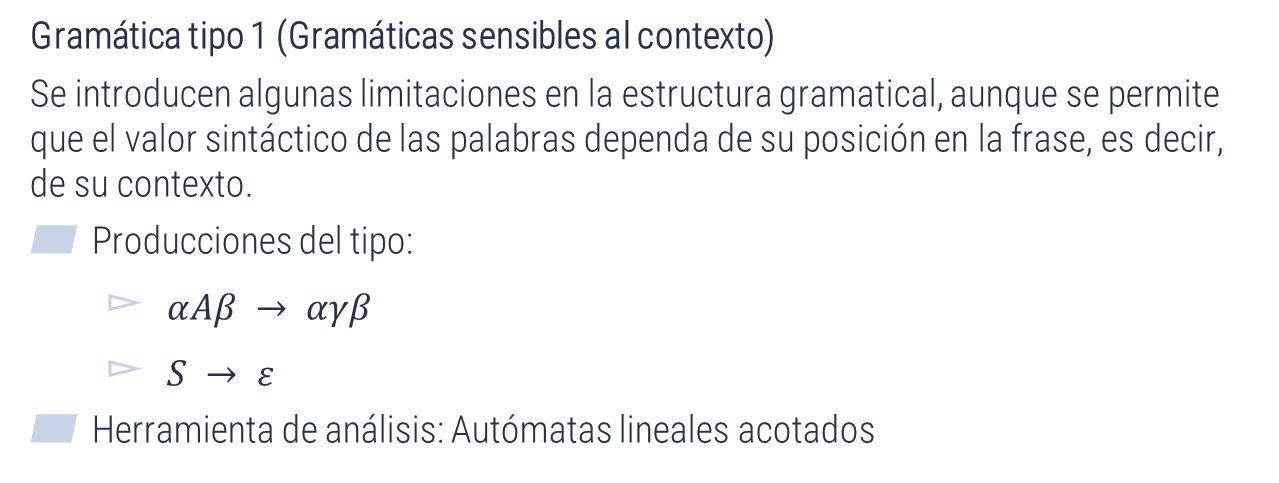 Gramática tipo 1 (Gramáticas sensibles al contexto)
Se introducen algunas limitaciones en la estructura gramatical, aunque se permite
que el valor sintáctico de las palabras dependa de su posición en la frase, es decir,
de su contexto.
Producciones del tipo:
αAβ → αγβ
S → ε
Herramienta de análisis: Autómatas lineales acotados